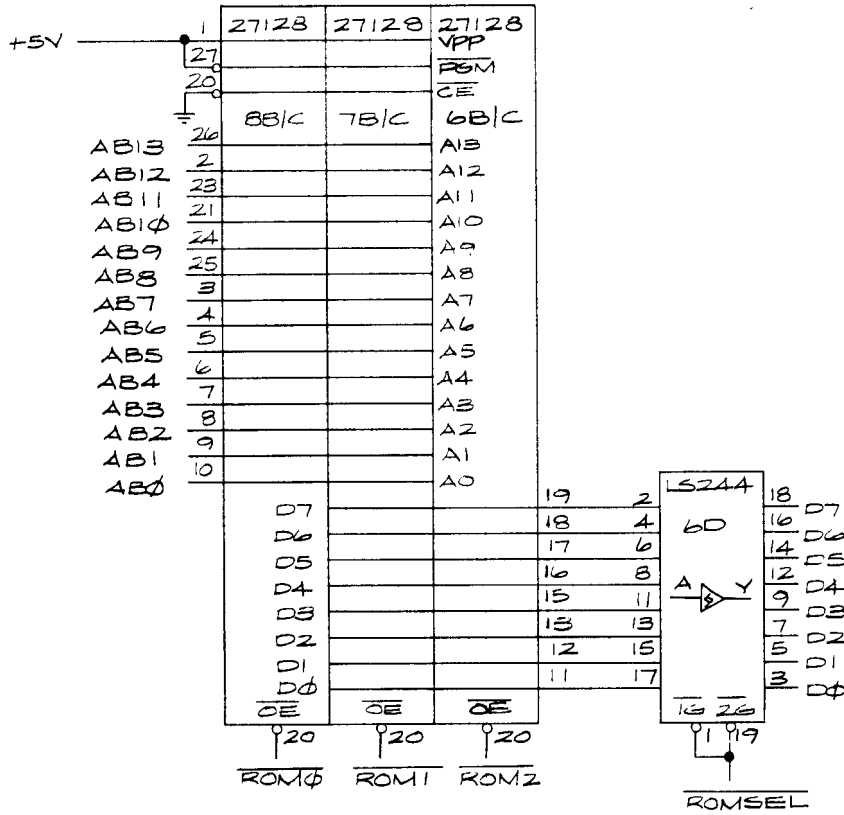 1 27128 27128 27128
+5V VPP
27 PGM
20 CE
8B/C 7B/C 6B/C
AB13 26 A13
AB12 2 A12
AB11 23 A11
AB1∅ 21 A10
AB9 24 A9
AB8 25 A8
AB7 3 A7
AB6 4 A6
AB5 5 A5
AB4 6 A4
AB3 7 A3
AB2 8 A2
AB1 9 A1
AB∅ 10 A0
LS244
6D
A Y
D7 19 2 18 D7
D6 18 4 16 D6
D5 17 6 14 D5
D4 16 8 12 D4
D3 15 11 9 D3
D2 13 13 7 D2
D1 12 15 5 D1
D∅ 11 17 3 D∅
OE OE OE 1G 2G
20 20 20 1 19
ROM∅ ROM1 ROM2
ROMSEL